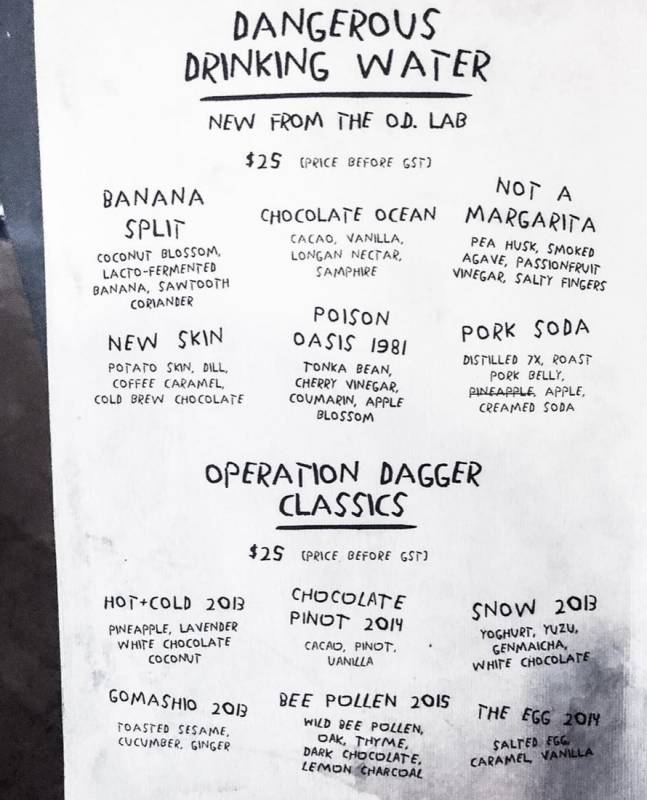 DANGEROUS
DRINKING WATER
NEW FROM THE O.D. LAB
$25 (PRICE BEFORE GST)
BANANA
SPLIT
COCONUT BLOSSOM,
LACTO-FERMENTED
BANANA, SAWTOOTH
CORIANDER
CHOCOLATE OCEAN
CACAO, VANILLA,
LONGAN NECTAR,
SAMPHIRE
NOT A
MARGARITA
PEA HUSK, SMOKED
AGAVE, PASSIONFRUIT
VINEGAR, SALTY FINGERS
NEW SKIN
POTATO SKIN, DILL,
COFFEE CARAMEL,
COLD BREW CHOCOLATE
POISON
OASIS 1981
TONKA BEAN,
CHERRY VINEGAR,
COUMARIN, APPLE
BLOSSOM
PORK SODA
DISTILLED 7X, ROAST
PORK BELLY,
PINEAPPLE, APPLE,
CREAMED SODA
OPERATION DAGGER
CLASSICS
$25 (PRICE BEFORE GST)
HOT+COLD 2013
PINEAPPLE, LAVENDER
WHITE CHOCOLATE
COCONUT
CHOCOLATE
PINOT 2014
CACAO, PINOT,
VANILLA
SNOW 2013
YOGHURT, YUZU,
GENMAICHA,
WHITE CHOCOLATE
GOMASHIO 2013
TOASTED SESAME,
CUCUMBER, GINGER
BEE POLLEN 2015
WILD BEE POLLEN,
OAK, THYME,
DARK CHOCOLATE,
LEMON CHARCOAL
THE EGG 2014
SALTED EGG,
CARAMEL, VANILLA